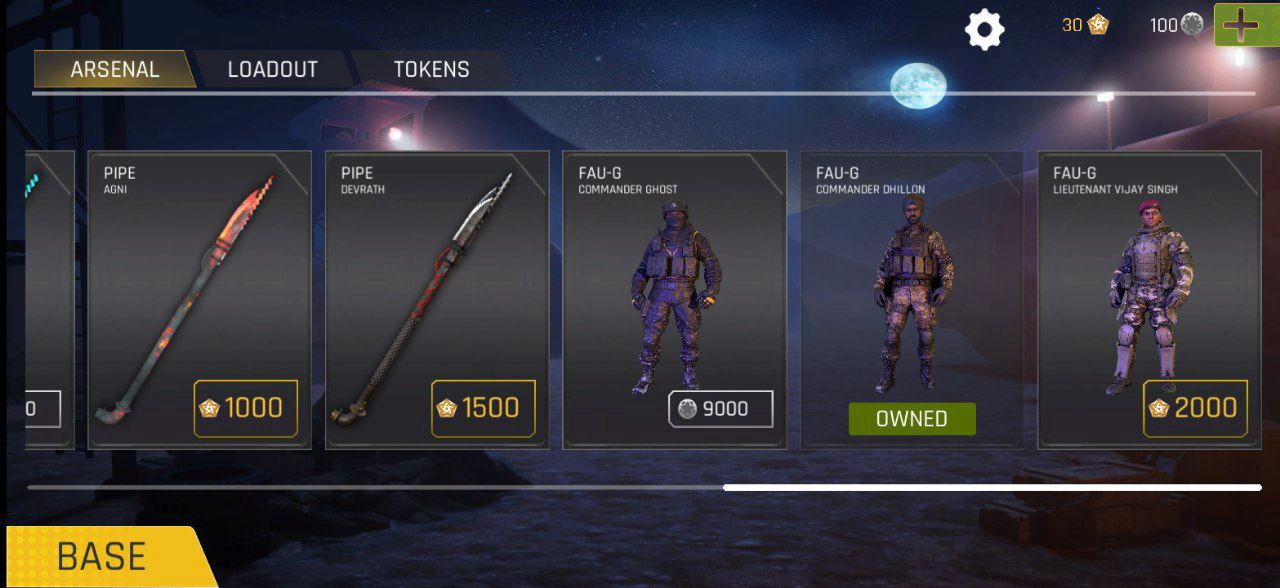 30
100
ARSENAL
LOADOUT
TOKENS
PIPE
AGNI
PIPE
DEVRATH
FAU-G
COMMANDER GHOST
FAU-G
COMMANDER DHILLON
FAU-G
LIEUTENANT VIJAY SINGH
0
1000
1500
9000
OWNED
2000
BASE